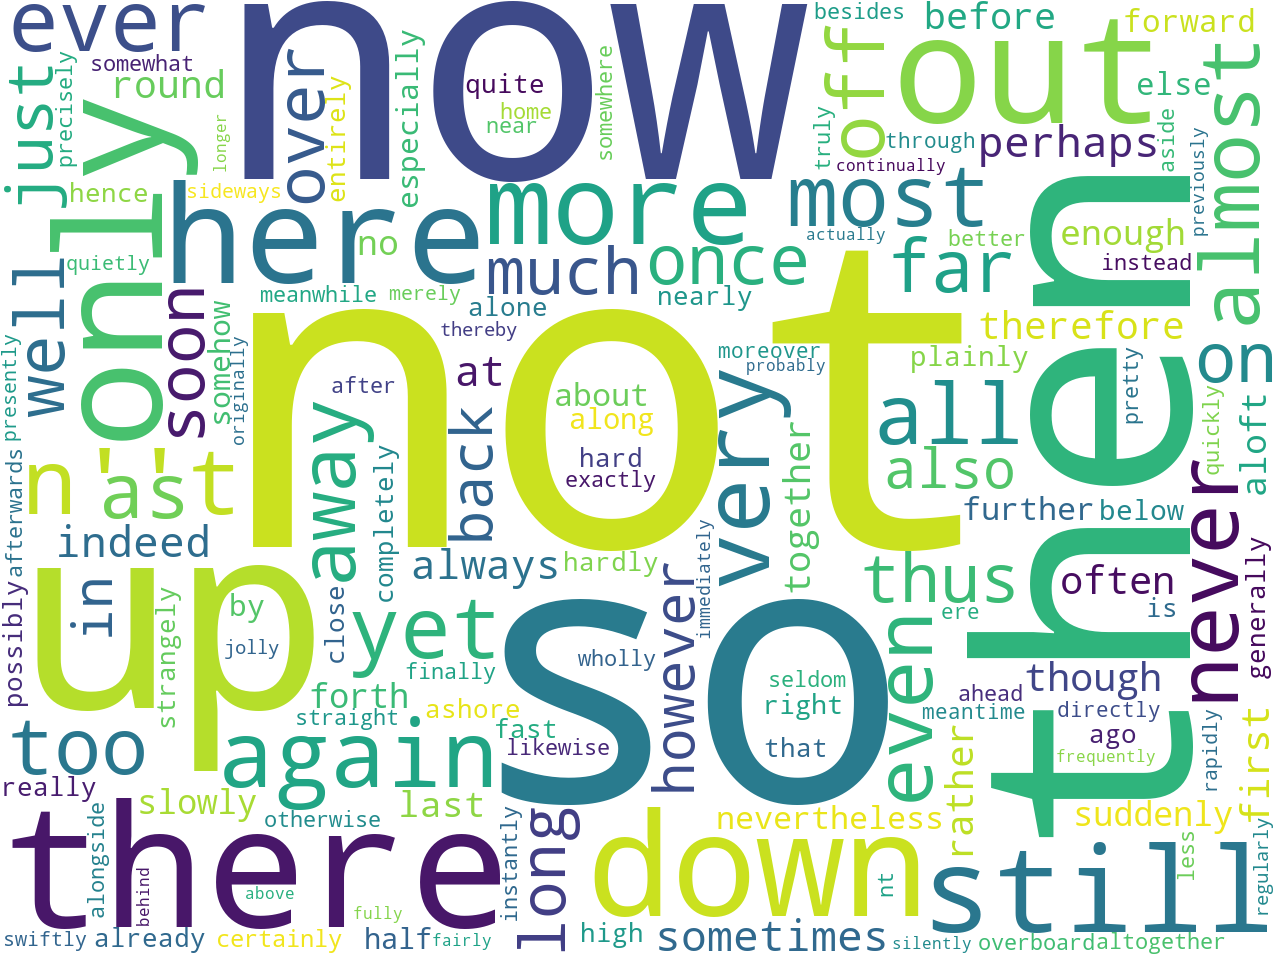 ever
now
besides
before
forward
somewhat
precisely
just
round
over
especially
quite
home
near
somewhere
off
out
else
almost
only
longer
entirely
truly
through
perhaps
aside
continually
previously
hence
sideways
here
more
most
actually
no
much
once
far
better
enough
instead
quietly
well
soon
meanwhile
merely
alone
nearly
thereby
not
then
therefore
somehow
originally
presently
after
at
moreover
probably
plainly
pretty
on
about
along
all
quickly
aloft
away
back
very
hard
exactly
together
also
n't
'as
afterwards
completely
further
below
never
indeed
always
hardly
immediately
thus
often
generally
up
in
by
possibly
strangely
close
yet
so
however
even
ere
is
jolly
finally
wholly
though
forth
straight
ashore
fast
likewise
seldom
right
that
ahead
meantime
directly
ago
frequently
rapidly
too
again
really
slowly
last
otherwise
nevertheless
rather
suddenly
first
there
alongside
behind
above
fully
instantly
long
down
nt
still
less
regularly
swiftly
already
certainly
half
fairly
high
sometimes
silently
overboard
altogether